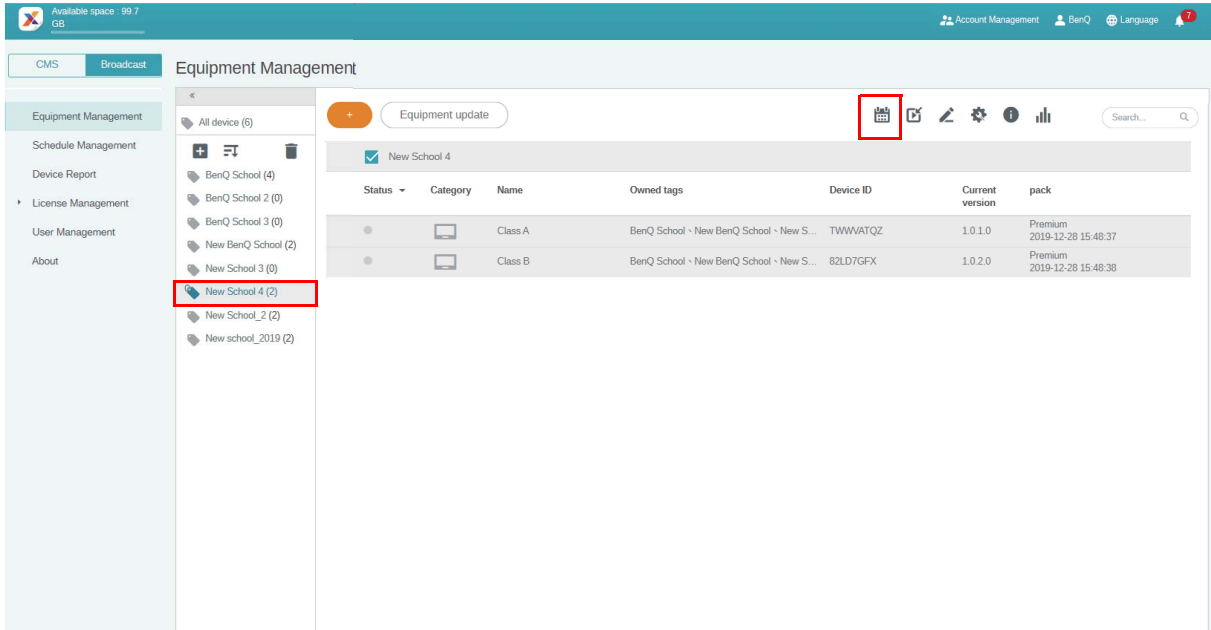 Available space : 99.7
GB
Account Management
BenQ
Language
7
CMS
Broadcast
Equipment Management
Equipment Management
Schedule Management
Device Report
License Management
User Management
About
«
All device (6)
BenQ School (4)
BenQ School 2 (0)
BenQ School 3 (0)
New BenQ School (2)
New School 3 (0)
New School 4 (2)
New School_2 (2)
New school_2019 (2)
+
Equipment update
Search...
New School 4
Status Category Name Owned tags Device ID Current version pack
Class A BenQ School、New BenQ School、New S... TWWVATQZ 1.0.1.0 Premium
2019-12-28 15:48:37
Class B BenQ School、New BenQ School、New S... 82LD7GFX 1.0.2.0 Premium
2019-12-28 15:48:38